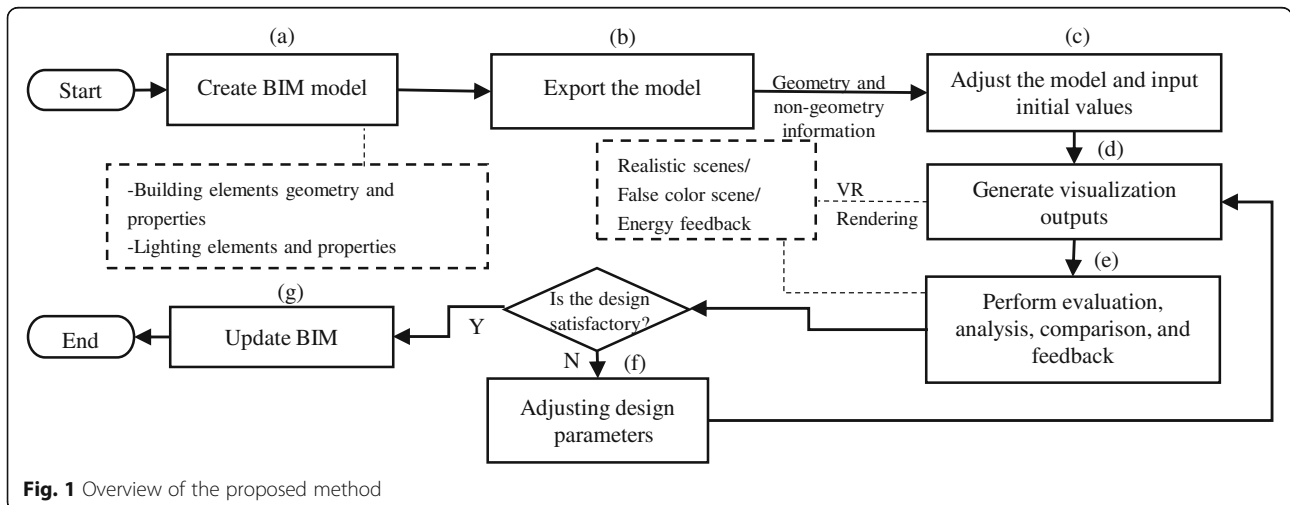 (a)
(b)
(c)
Start
Create BIM model
Export the model
Geometry and
non-geometry
information
Adjust the model and input
initial values
(d)
-Building elements geometry and
properties
-Lighting elements and properties
Realistic scenes/
False color scene/
Energy feedback
VR
Rendering
Generate visualization
outputs
(e)
(g)
End
Update BIM
Y
Is the design
satisfactory?
Perform evaluation,
analysis, comparison, and
feedback
N
(f)
Adjusting design
parameters
Fig. 1 Overview of the proposed method